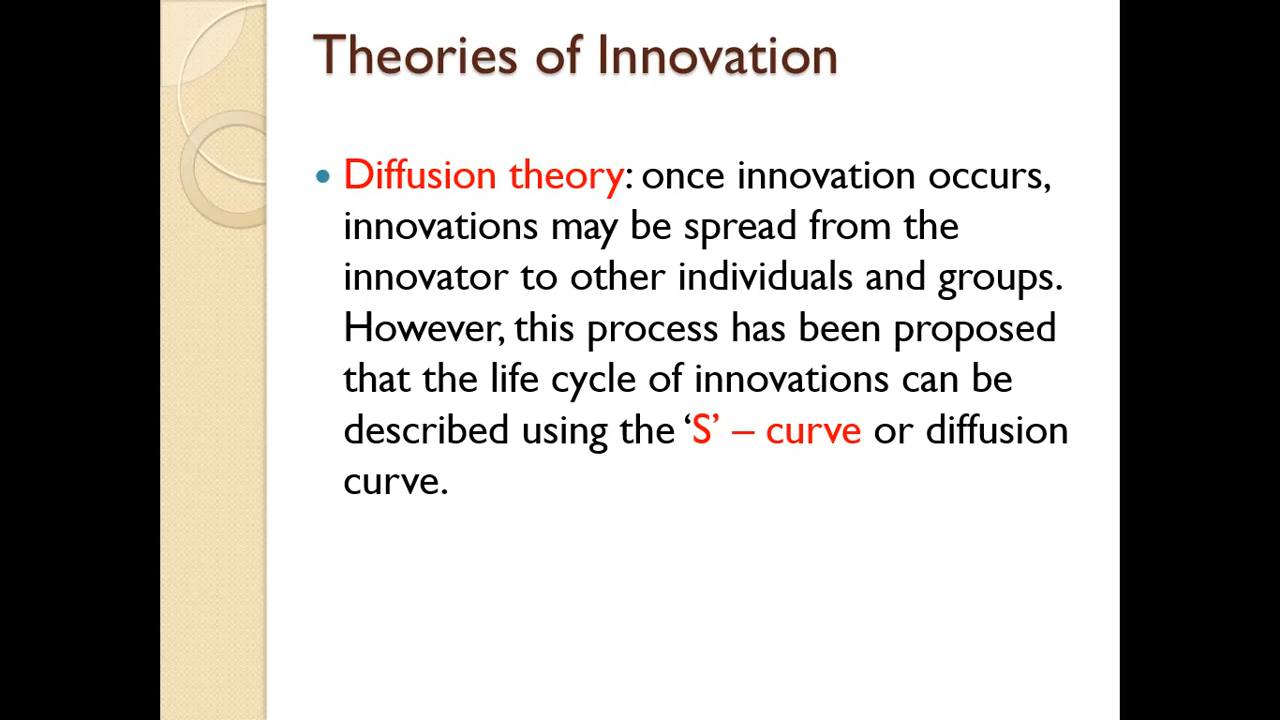 Theories of Innovation
• Diffusion theory: once innovation occurs,
innovations may be spread from the
innovator to other individuals and groups.
However, this process has been proposed
that the life cycle of innovations can be
described using the ‘S’ – curve or diffusion
curve.